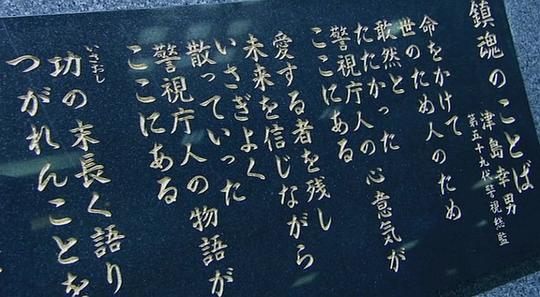 鎮魂のことば
津島幸男
第五十九代警視総監
命をかけて
世のため人のため
敢然とった
たたかった
警視庁人の心意気が
ここにある
愛する者を残し
未来を信じながら
いさぎよく
散っていった
警視庁人の物語が
ここにある
いさおし
功の末長く語り
つがれんことを